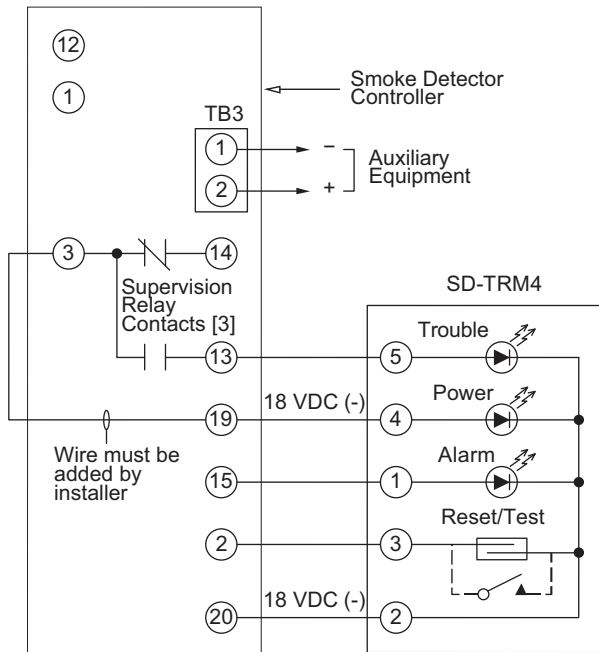 12
1
Smoke Detector
Controller
TB3
1
−
2
+
Auxiliary
Equipment
3
14
Supervision
Relay
Contacts [3]
13
SD-TRM4
Trouble
5
19
18 VDC (-)
4
Power
Wire must be
added by
installer
15
1
Alarm
Reset/Test
2
3
20
18 VDC (-)
2